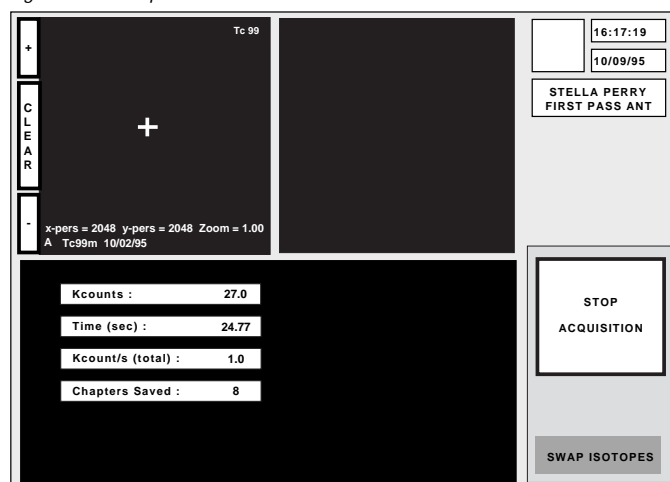 Tc 99
+
CLEAR
-
x-pers = 2048 y-pers = 2048 Zoom = 1.00
A Tc99m 10/02/95
16:17:19
10/09/95
STELLA PERRY
FIRST PASS ANT
Kcounts : 27.0
Time (sec) : 24.77
Kcount/s (total) : 1.0
Chapters Saved : 8
STOP
ACQUISITION
SWAP ISOTOPES